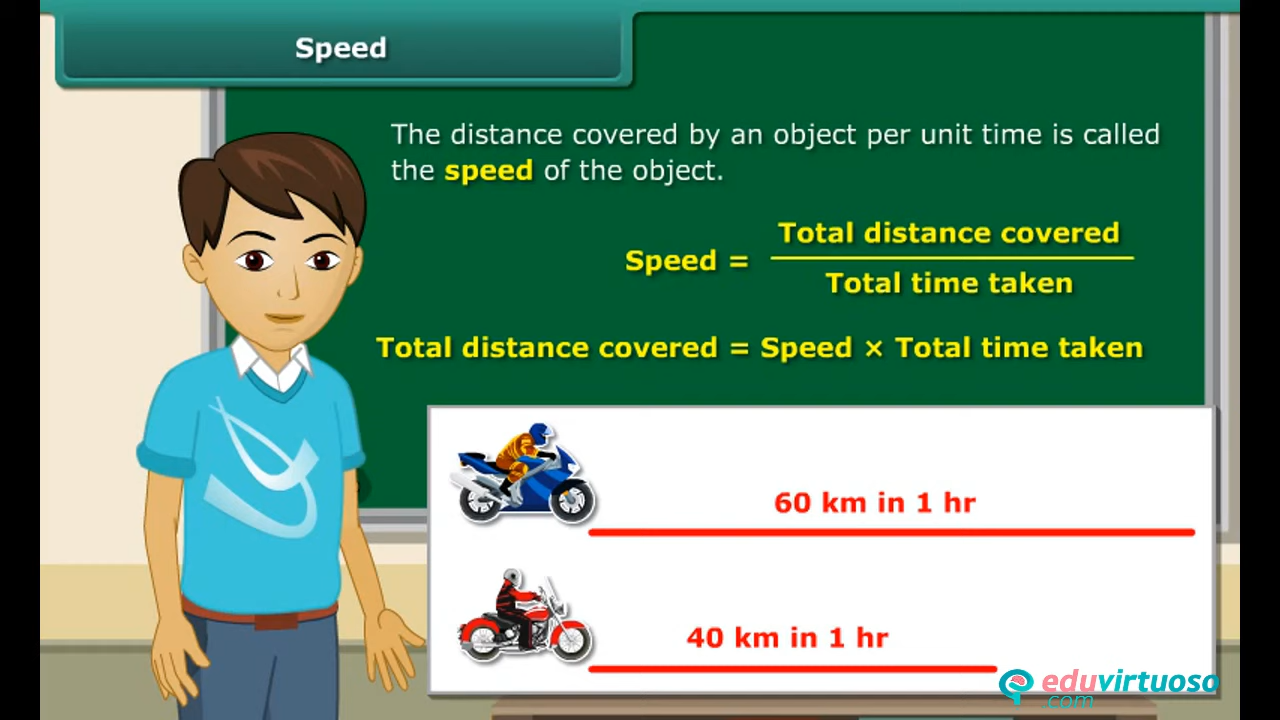 Speed
The distance covered by an object per unit time is called
the speed of the object.
Total distance covered
Speed =
Total time taken
Total distance covered = Speed × Total time taken
60 km in 1 hr
40 km in 1 hr
eduvirtuoso
.com